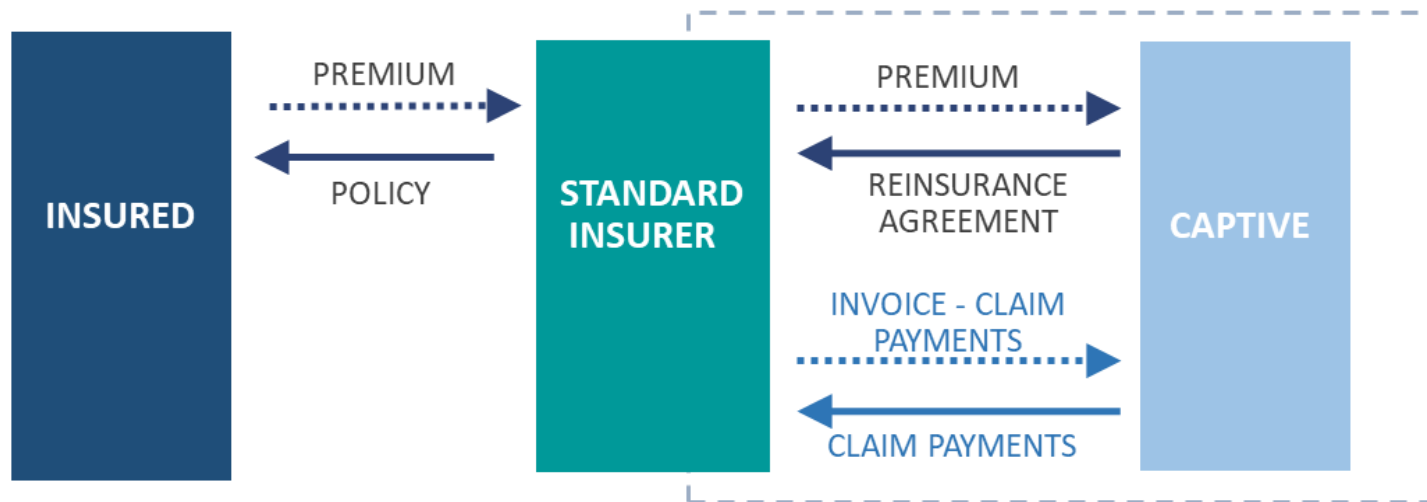 INSURED
PREMIUM
POLICY
STANDARD
INSURER
PREMIUM
REINSURANCE
AGREEMENT
INVOICE - CLAIM
PAYMENTS
CLAIM PAYMENTS
CAPTIVE